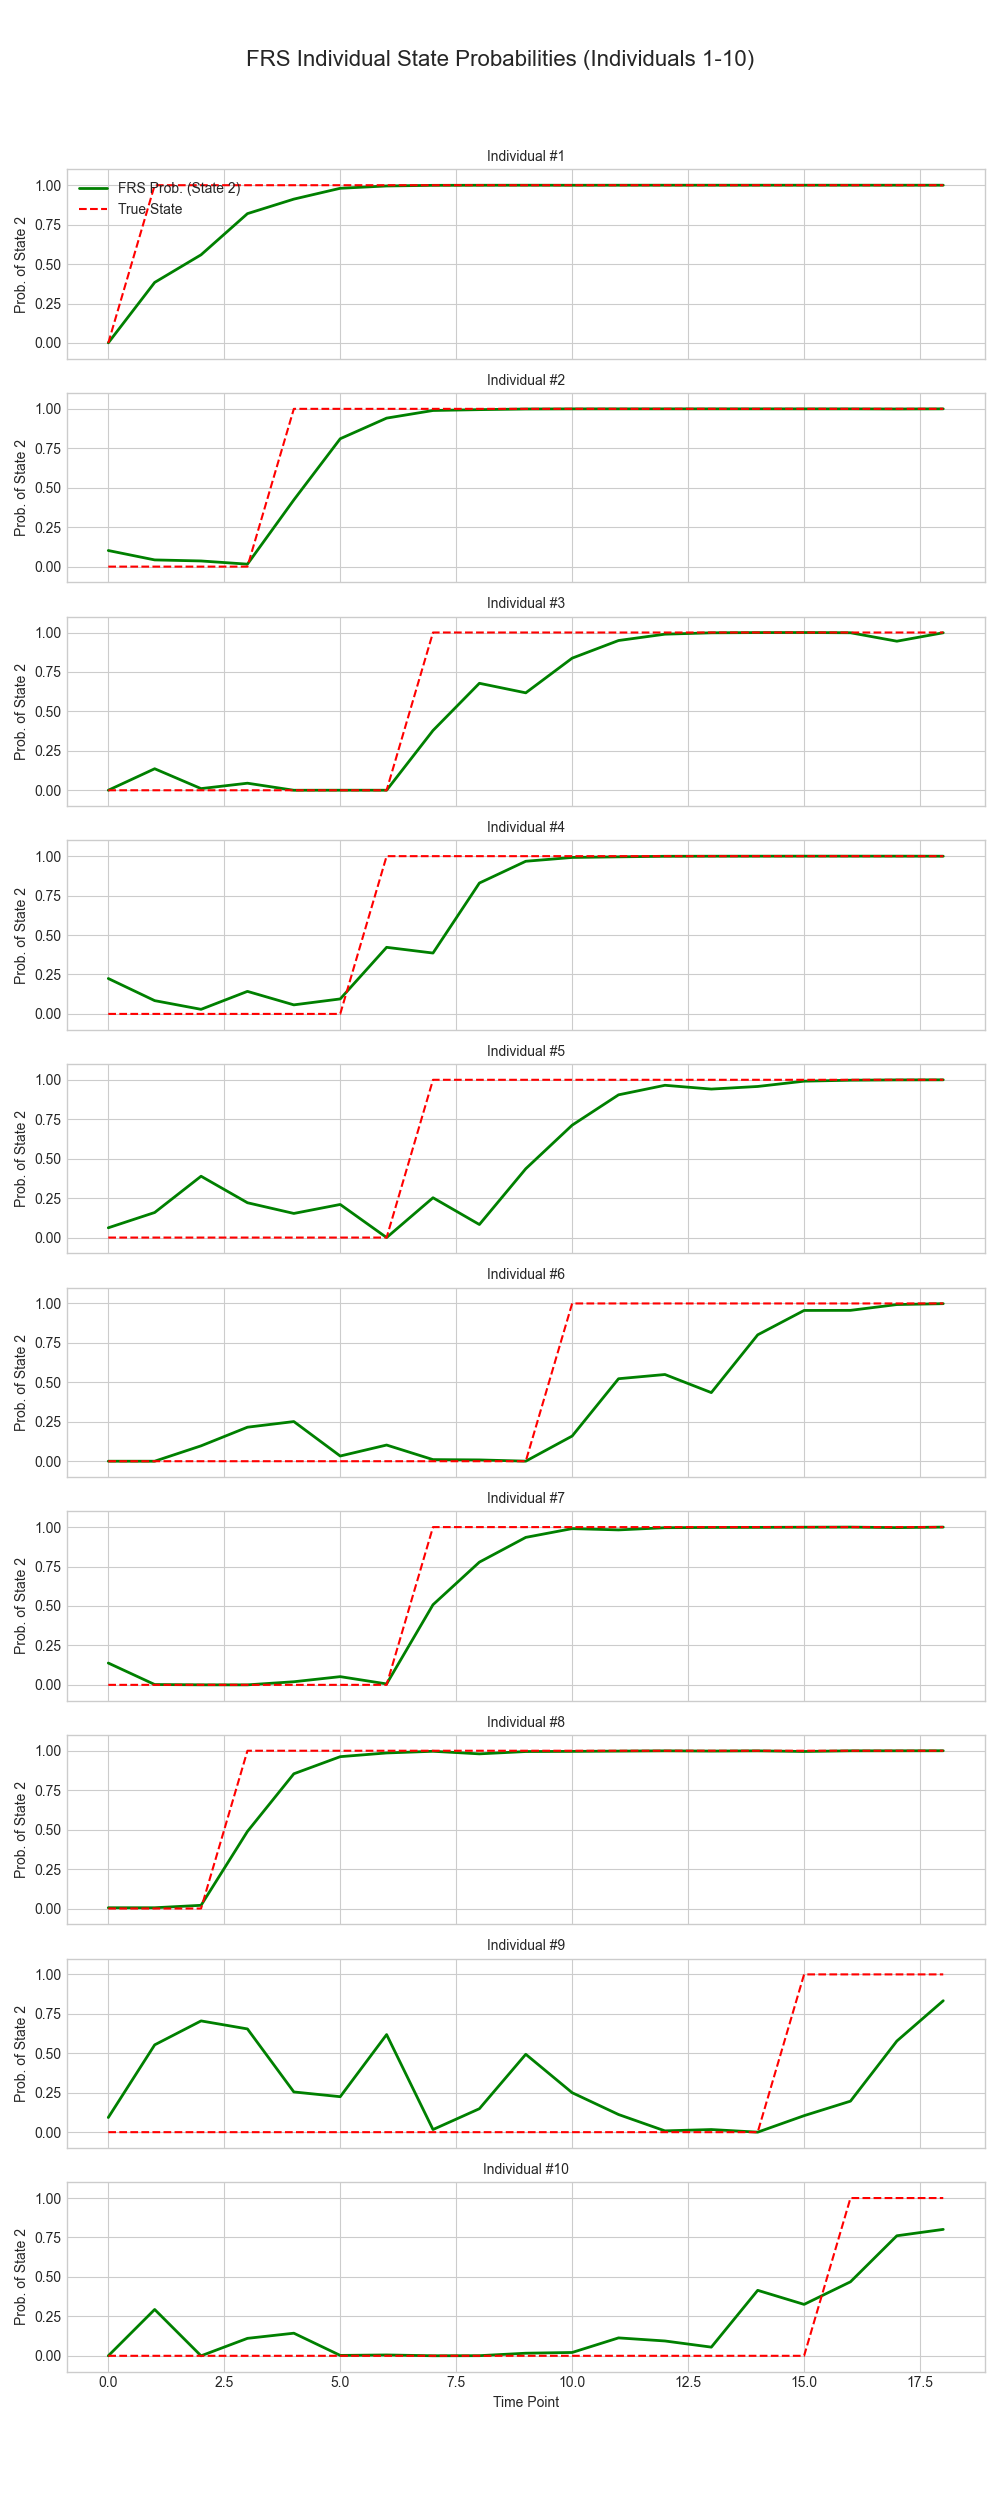 FRS Individual State Probabilities (Individuals 1-10)
Individual #1
1.00
0.75
0.50
0.25
0.00
Prob. of State 2
FRS Prob. (State 2)
True State
Individual #2
1.00
0.75
0.50
0.25
0.00
Prob. of State 2
Individual #3
1.00
0.75
0.50
0.25
0.00
Prob. of State 2
Individual #4
1.00
0.75
0.50
0.25
0.00
Prob. of State 2
Individual #5
1.00
0.75
0.50
0.25
0.00
Prob. of State 2
Individual #6
1.00
0.75
0.50
0.25
0.00
Prob. of State 2
Individual #7
1.00
0.75
0.50
0.25
0.00
Prob. of State 2
Individual #8
1.00
0.75
0.50
0.25
0.00
Prob. of State 2
Individual #9
1.00
0.75
0.50
0.25
0.00
Prob. of State 2
Individual #10
1.00
0.75
0.50
0.25
0.00
Prob. of State 2
0.0 2.5 5.0 7.5 10.0 12.5 15.0 17.5
Time Point